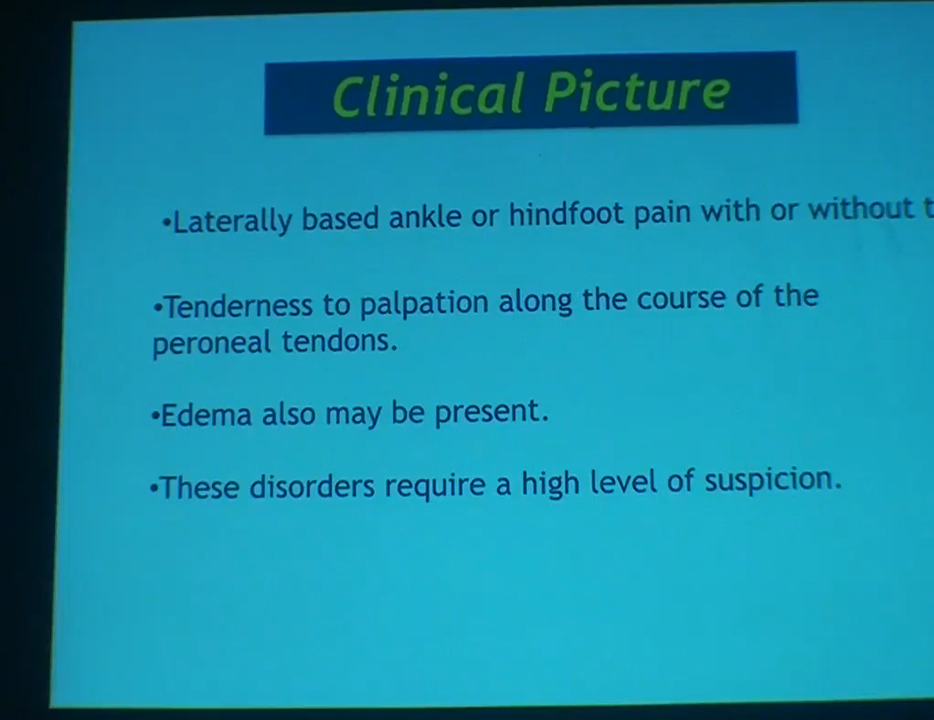 Clinical Picture
•Laterally based ankle or hindfoot pain with or without
•Tenderness to palpation along the course of the
peroneal tendons.
•Edema also may be present.
•These disorders require a high level of suspicion.